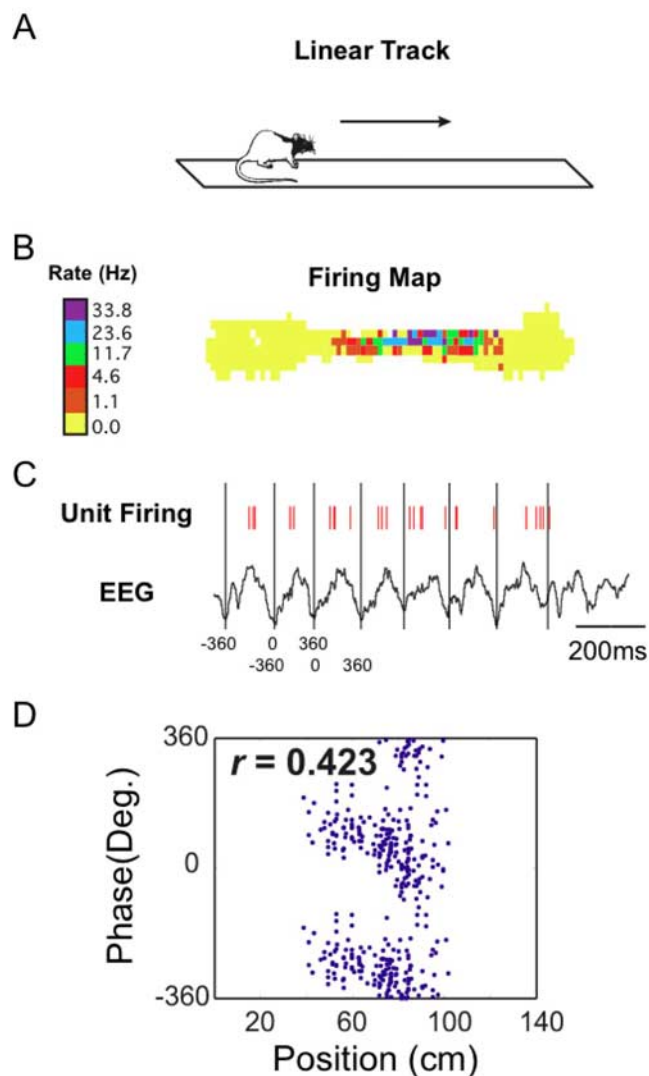 A
Linear Track
B
Rate (Hz)
Firing Map
33.8
23.6
11.7
4.6
1.1
0.0
C
Unit Firing
EEG
-360 0 360
-360 0 360
200ms
D
360
r = 0.423
Phase(Deg.)
0
-360
20 60 100 140
Position (cm)